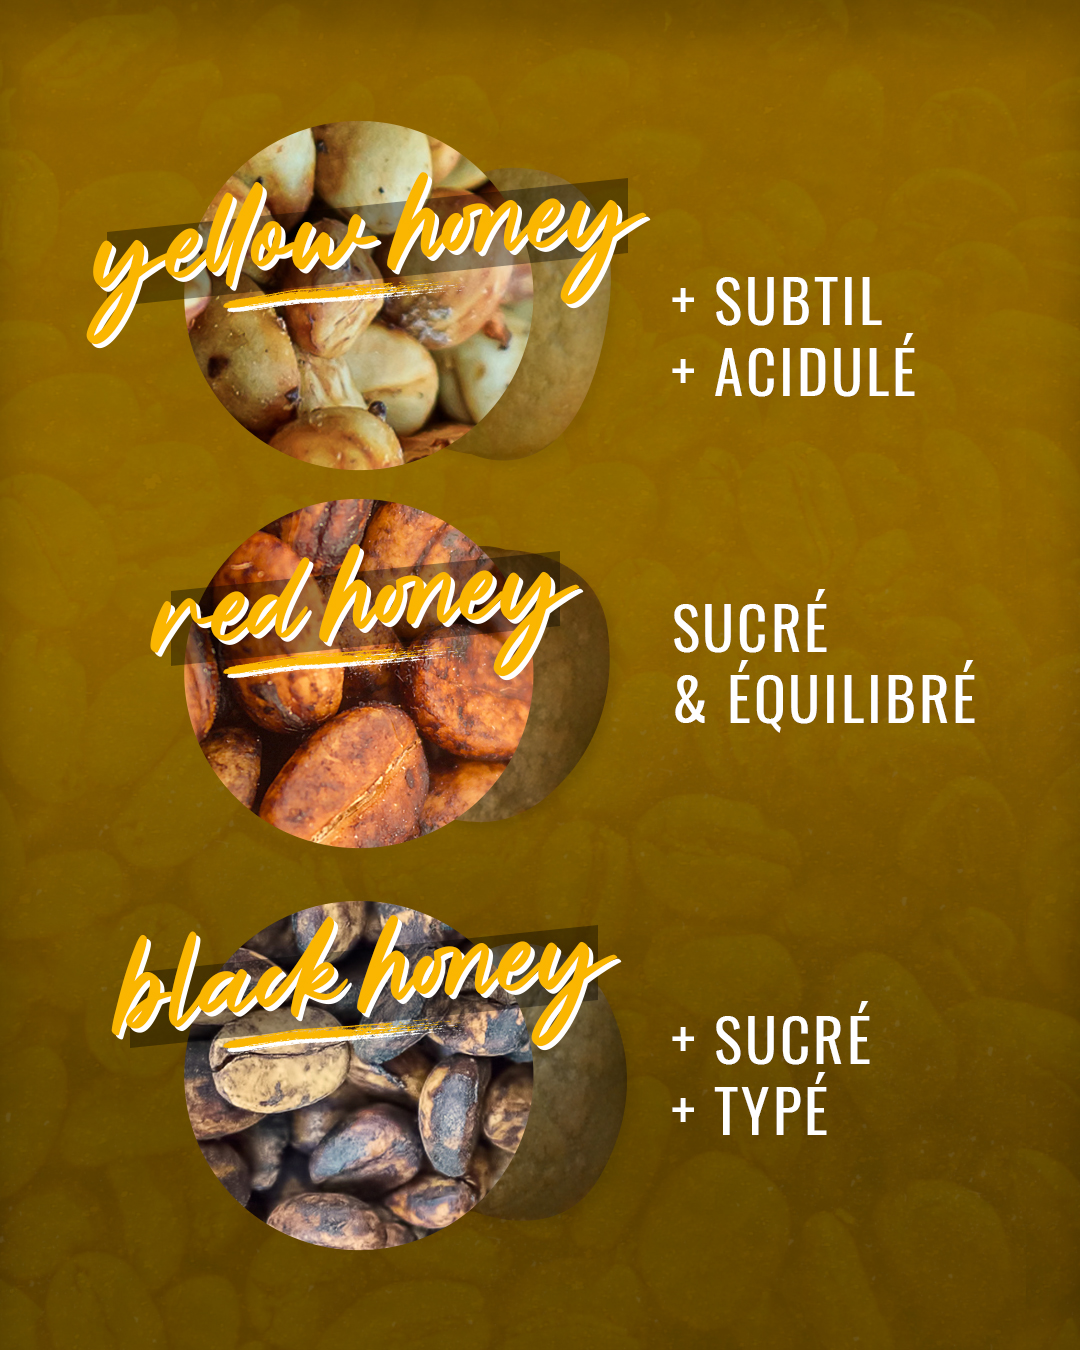 yellow honey
+ SUBTIL
+ ACIDULÉ
red honey
SUCRÉ
& ÉQUILIBRÉ
black honey
+ SUCRÉ
+ TYPÉ